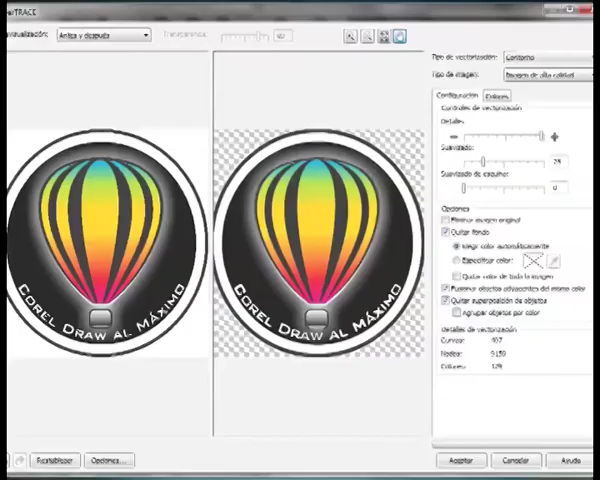 TRACE
Antes y después
Transparencia:
Tipo de vectorización: Contorno
Tipo de imagen: Imagen de alta calidad
Configuración Colores
Controles de vectorización
Detalles
Suavizado:
Suavizado de esquina: 0
Opciones
Eliminar imagen original
Quitar fondo
Elegir color automáticamente
Especificar color:
Quitar color de toda la imagen
Fusionar objetos adyacentes del mismo color
Quitar superposición de objetos
Agrupar objetos por color
Detalles de vectorización
Curvas:
Nodos:
Colores:
COREL DRAW AL MÁXIMO
COREL DRAW AL MÁXIMO
Restablecer Opciones... Aceptar Cancelar Ayuda